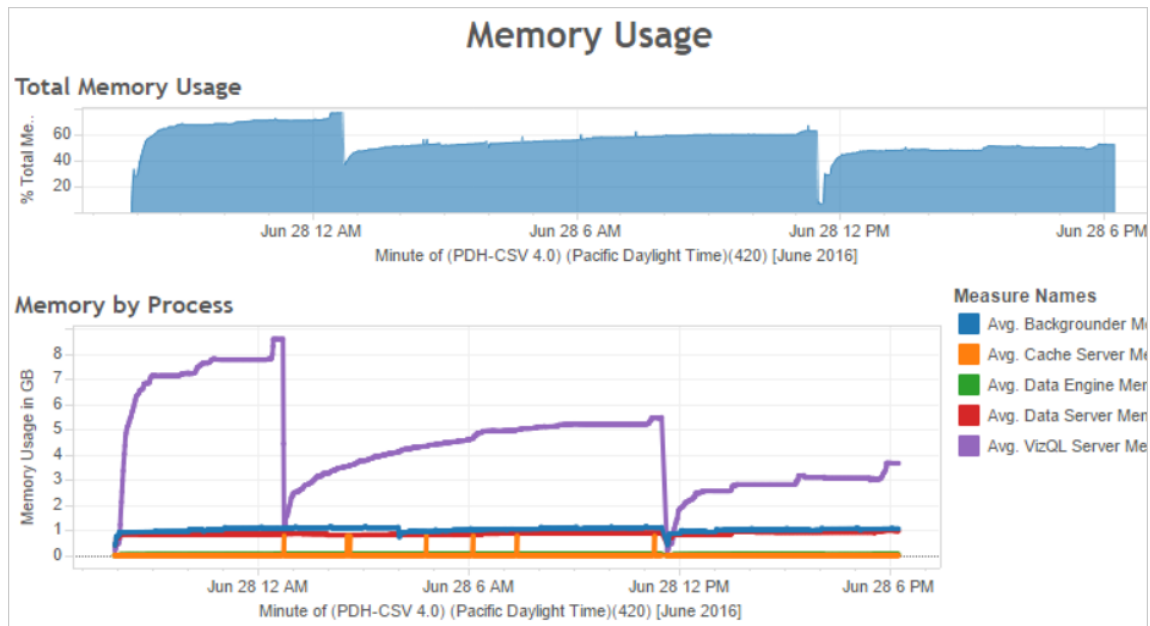 Memory Usage
Total Memory Usage
% Total Me..
60
40
20
Jun 28 12 AM Jun 28 6 AM Jun 28 12 PM Jun 28 6 PM
Minute of (PDH-CSV 4.0) (Pacific Daylight Time)(420) [June 2016]
Memory by Process
Memory Usage in GB
8
7
6
5
4
3
2
1
0
Jun 28 12 AM Jun 28 6 AM Jun 28 12 PM Jun 28 6 PM
Minute of (PDH-CSV 4.0) (Pacific Daylight Time)(420) [June 2016]
Measure Names
Avg. Backgrounder Me
Avg. Cache Server Me
Avg. Data Engine Mem
Avg. Data Server Mem
Avg. VizQL Server Me